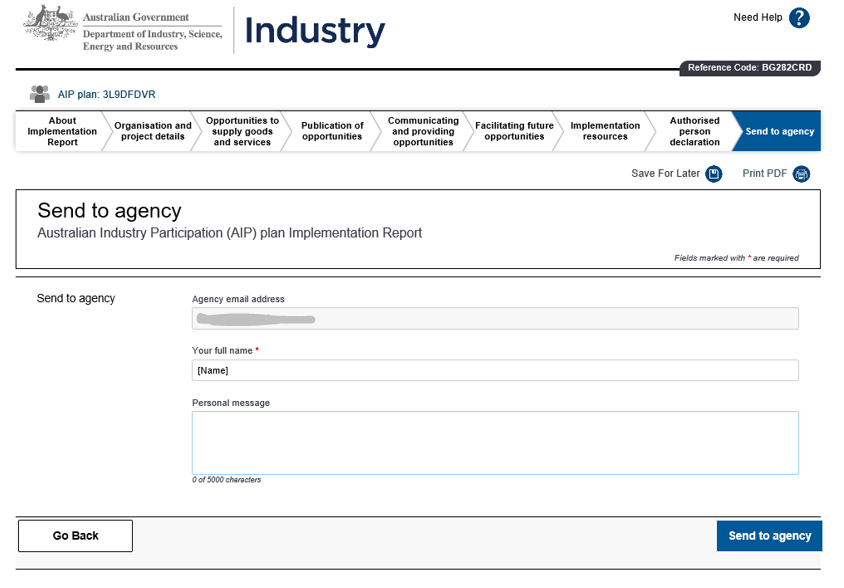 Australian Government
Department of Industry, Science,
Energy and Resources
Industry
Need Help ?
Reference Code: BG282CRD
AIP plan: 3L9DFDVR
About
Implementation
Report
Organisation and
project details
Opportunities to
supply goods
and services
Publication of
opportunities
Communicating
and providing
opportunities
Facilitating future
opportunities
Implementation
resources
Authorised
person
declaration
Send to agency
Save For Later
Print PDF
Send to agency
Australian Industry Participation (AIP) plan Implementation Report
Fields marked with * are required
Send to agency
Agency email address
Your full name *
[Name]
Personal message
0 of 5000 characters
Go Back
Send to agency